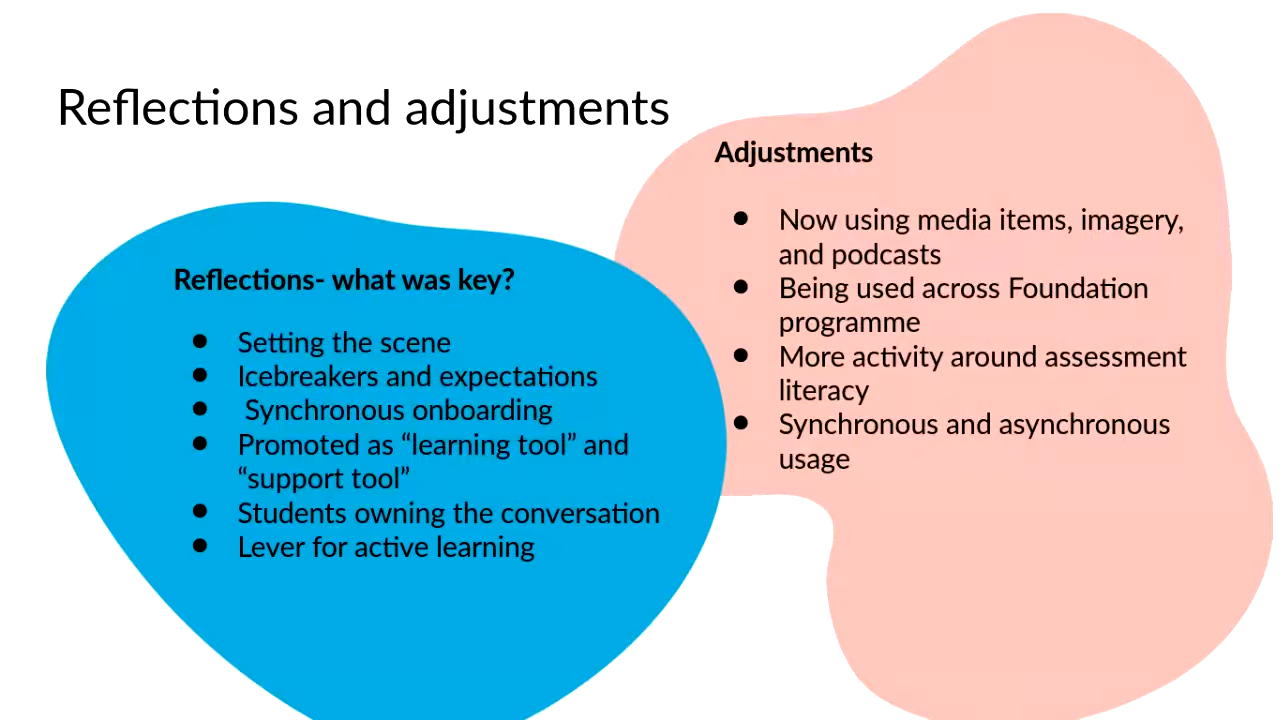 Reflections and adjustments
Reflections- what was key?
● Setting the scene
● Icebreakers and expectations
● Synchronous onboarding
● Promoted as “learning tool” and
“support tool”
● Students owning the conversation
● Lever for active learning
Adjustments
● Now using media items, imagery,
and podcasts
● Being used across Foundation
programme
● More activity around assessment
literacy
● Synchronous and asynchronous
usage